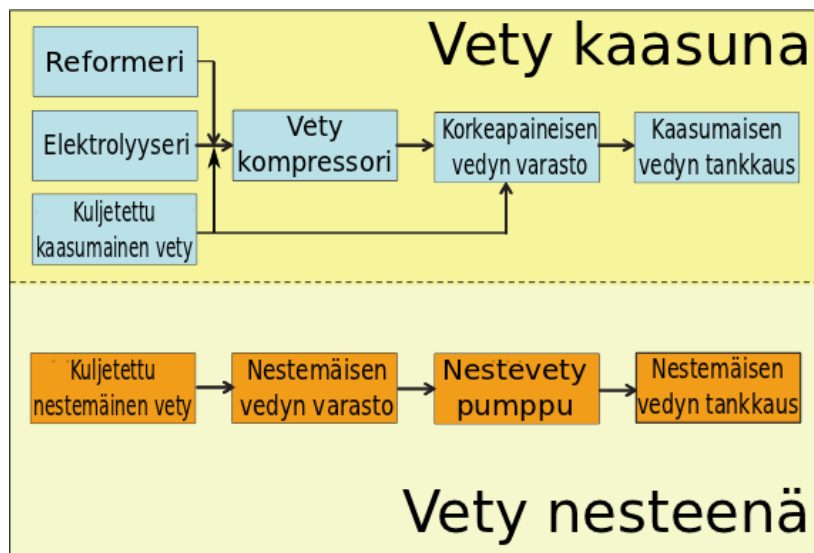 Vety kaasuna
Reformeri
Elektrolyyseri
Kuljetettu
kaasumainen vety
Vety
kompressori
Korkeapaineisen
vedyn varasto
Kaasumaisen
vedyn tankkaus
Kuljetettu
nestemäinen vety
Nestemäisen
vedyn varasto
Nestevety
pumppu
Nestemäisen
vedyn tankkaus
Vety nesteenä